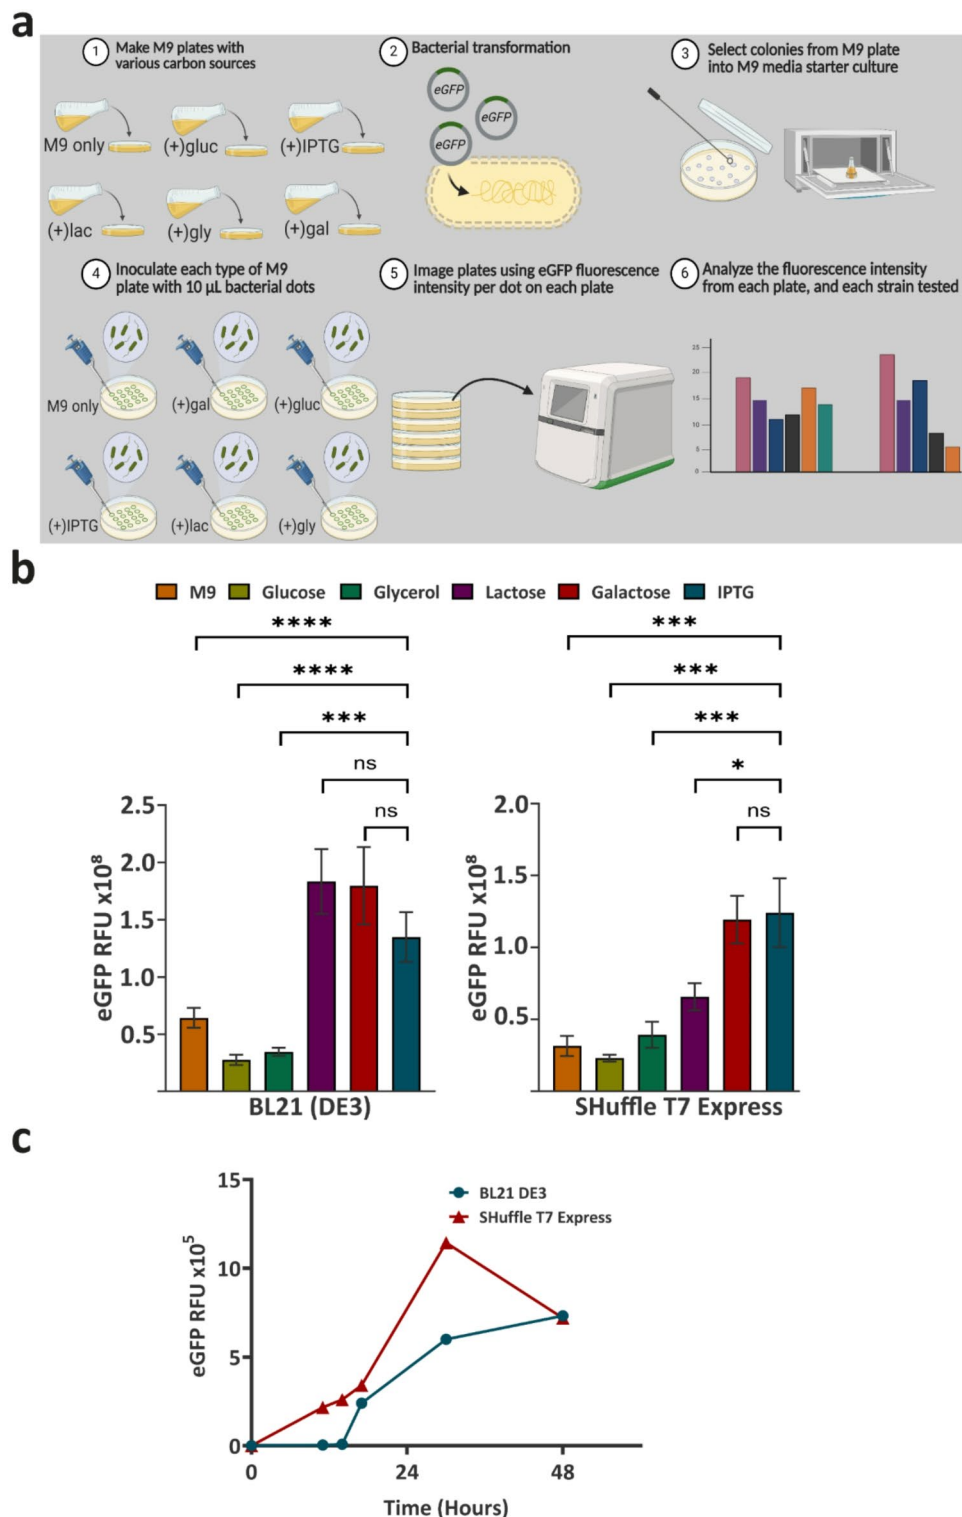 a
1 Make M9 plates with
various carbon sources
2 Bacterial transformation
3 Select colonies from M9 plate
into M9 media starter culture
M9 only
(+)gluc
(+)IPTG
(+)lac
(+)gly
(+)gal
eGFP
eGFP
eGFP
4 Inoculate each type of M9
plate with 10 µL bacterial dots
5 Image plates using eGFP fluorescence
intensity per dot on each plate
6 Analyze the fluorescence intensity
from each plate, and each strain tested
M9 only
(+)gal
(+)gluc
(+)IPTG
(+)lac
(+)gly
25
20
15
10
5
0
b
M9 Glucose Glycerol Lactose Galactose IPTG
****
****
***
ns
ns
2.5
2.0
1.5
1.0
0.5
eGFP RFU x10⁸
BL21 (DE3)
***
***
***
*
ns
2.0
1.5
1.0
0.5
eGFP RFU x10⁸
SHuffle T7 Express
c
15
10
5
0
eGFP RFU x10⁵
BL21 DE3
SHuffle T7 Express
0 24 48
Time (Hours)